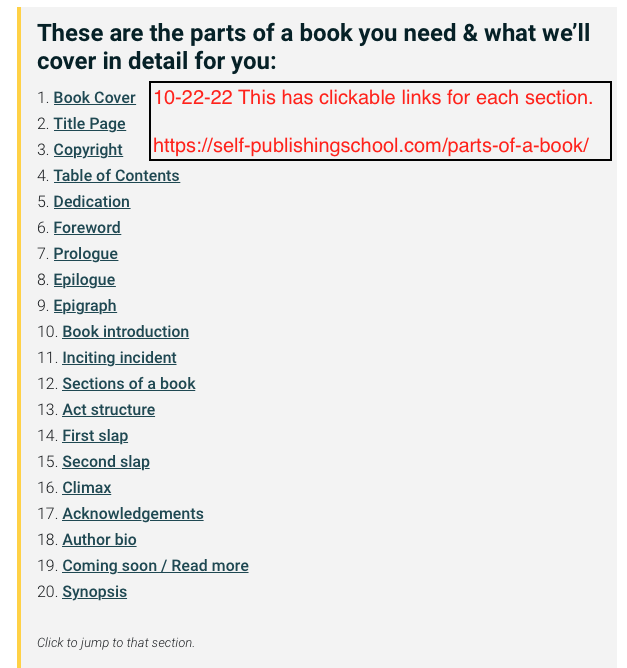 These are the parts of a book you need & what we’ll
cover in detail for you:
1. Book Cover
10-22-22 This has clickable links for each section.
2. Title Page
3. Copyright
https://self-publishingschool.com/parts-of-a-book/
4. Table of Contents
5. Dedication
6. Foreword
7. Prologue
8. Epilogue
9. Epigraph
10. Book introduction
11. Inciting incident
12. Sections of a book
13. Act structure
14. First slap
15. Second slap
16. Climax
17. Acknowledgements
18. Author bio
19. Coming soon / Read more
20. Synopsis
Click to jump to that section.